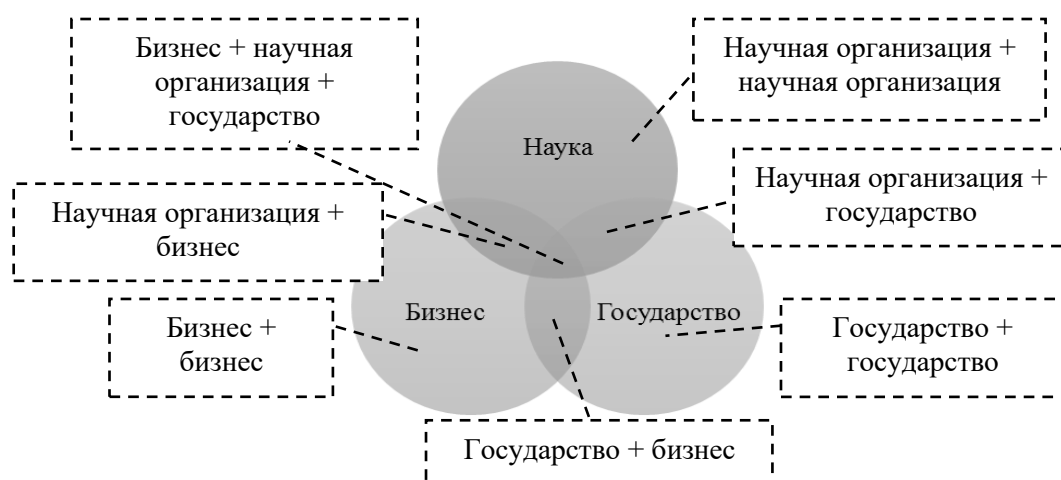 Бизнес + научная
организация +
государство
Научная организация +
научная организация
Наука
Научная организация +
государство
Научная организация +
бизнес
Бизнес
Государство
Бизнес +
бизнес
Государство +
государство
Государство + бизнес